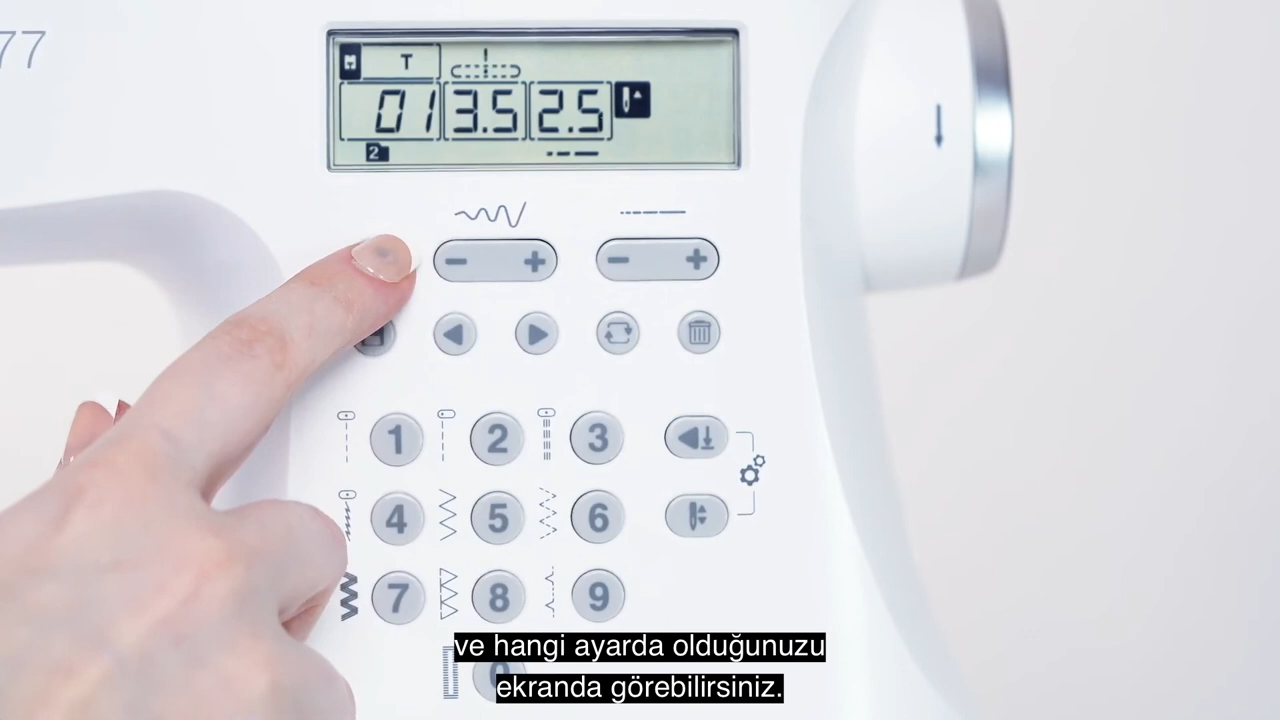 77
T
01 3.5 2.5
2
- +
- +
1 2 3
4 5 6
7 8 9
0
ve hangi ayarda olduğunuzu
ekranda görebilirsiniz.